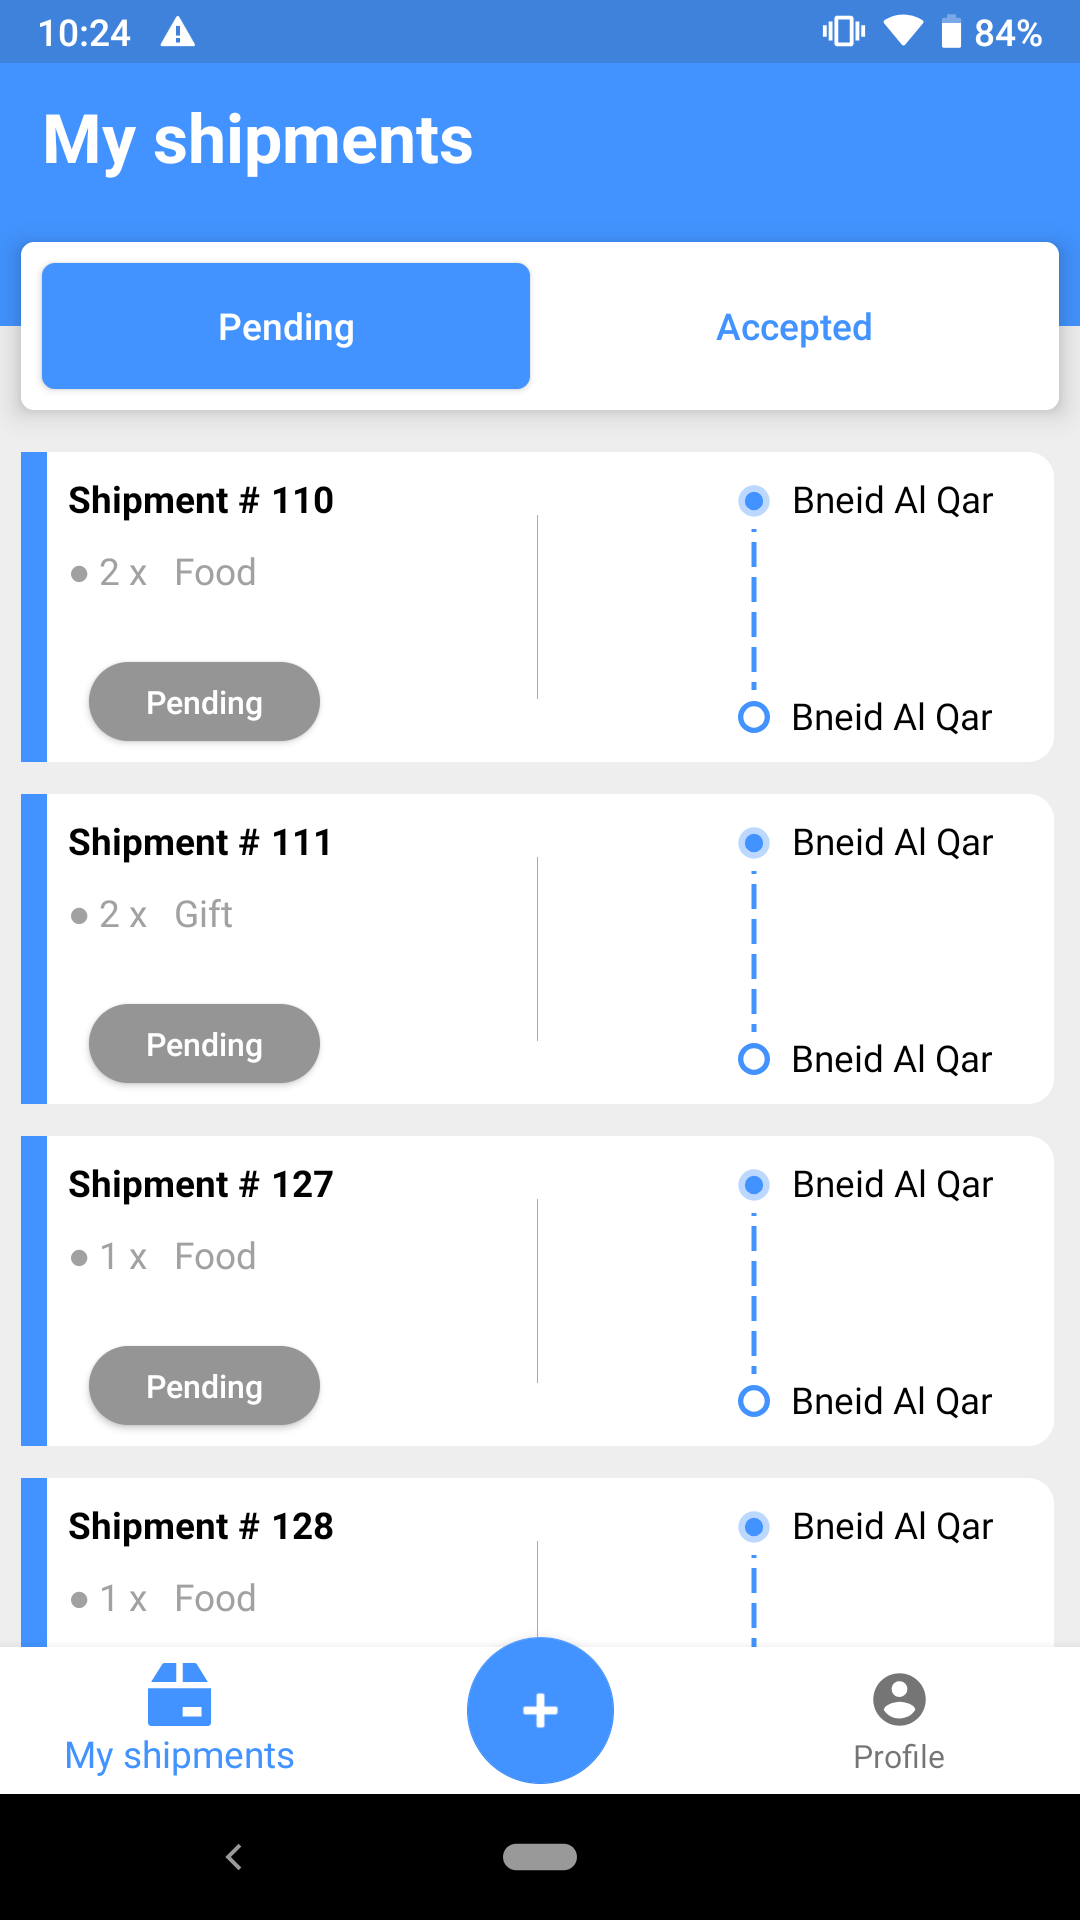 10:24 84%
My shipments
Pending Accepted
Shipment # 110 Bneid Al Qar
● 2 x Food
Pending Bneid Al Qar
Shipment # 111 Bneid Al Qar
● 2 x Gift
Pending Bneid Al Qar
Shipment # 127 Bneid Al Qar
● 1 x Food
Pending Bneid Al Qar
Shipment # 128 Bneid Al Qar
● 1 x Food
My shipments Profile